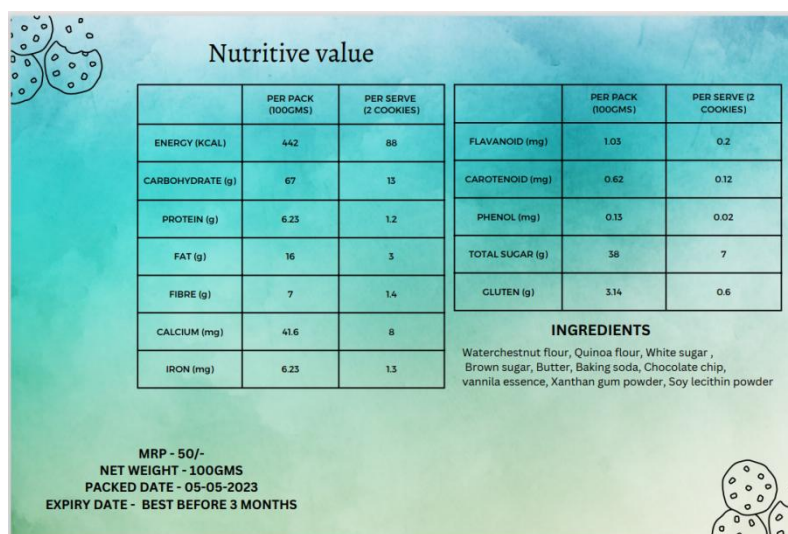 Nutritive value
PER PACK (100GMS) PER SERVE (2 COOKIES)
ENERGY (KCAL) 442 88
CARBOHYDRATE (g) 67 13
PROTEIN (g) 6.23 1.2
FAT (g) 16 3
FIBRE (g) 7 1.4
CALCIUM (mg) 41.6 8
IRON (mg) 6.23 1.3
PER PACK (100GMS) PER SERVE (2 COOKIES)
FLAVANOID (mg) 1.03 0.2
CAROTENOID (mg) 0.62 0.12
PHENOL (mg) 0.13 0.02
TOTAL SUGAR (g) 38 7
GLUTEN (g) 3.14 0.6
INGREDIENTS
Waterchestnut flour, Quinoa flour, White sugar ,
Brown sugar, Butter, Baking soda, Chocolate chip,
vannila essence, Xanthan gum powder, Soy lecithin powder
MRP - 50/-
NET WEIGHT - 100GMS
PACKED DATE - 05-05-2023
EXPIRY DATE - BEST BEFORE 3 MONTHS